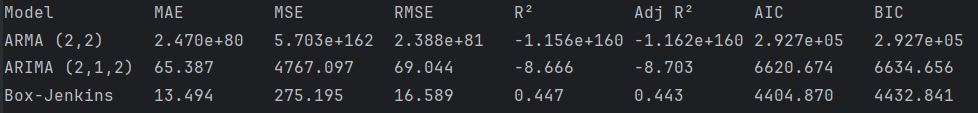 Model MAE MSE RMSE R² Adj R² AIC BIC
ARMA (2,2) 2.470e+80 5.703e+162 2.388e+81 -1.156e+160 -1.162e+160 2.927e+05 2.927e+05
ARIMA (2,1,2) 65.387 4767.097 69.044 -8.666 -8.703 6620.674 6634.656
Box-Jenkins 13.494 275.195 16.589 0.447 0.443 4404.870 4432.841